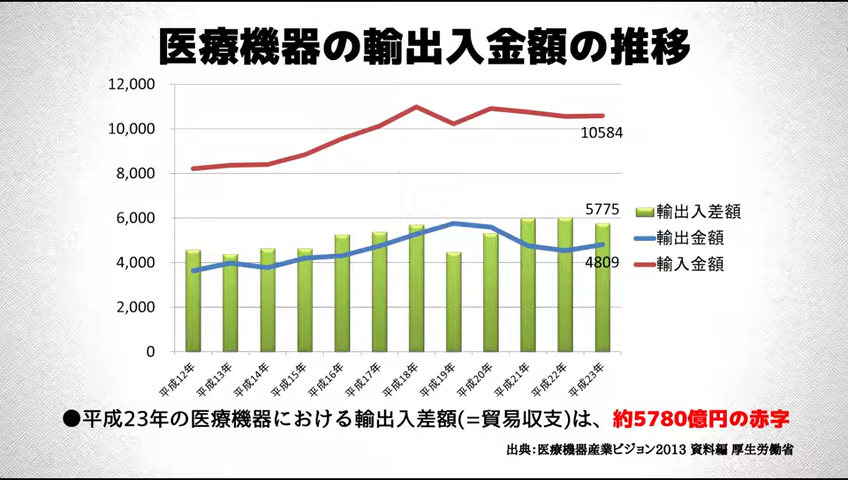 医療機器の輸出入金額の推移
12,000
10,000
8,000
6,000
4,000
2,000
0
10584
5775
4809
輸出入差額
輸出金額
輸入金額
平成12年
平成13年
平成14年
平成15年
平成16年
平成17年
平成18年
平成19年
平成20年
平成21年
平成22年
平成23年
●平成23年の医療機器における輸出入差額(=貿易収支)は、約5780億円の赤字
出典:医療機器産業ビジョン2013 資料編 厚生労働省